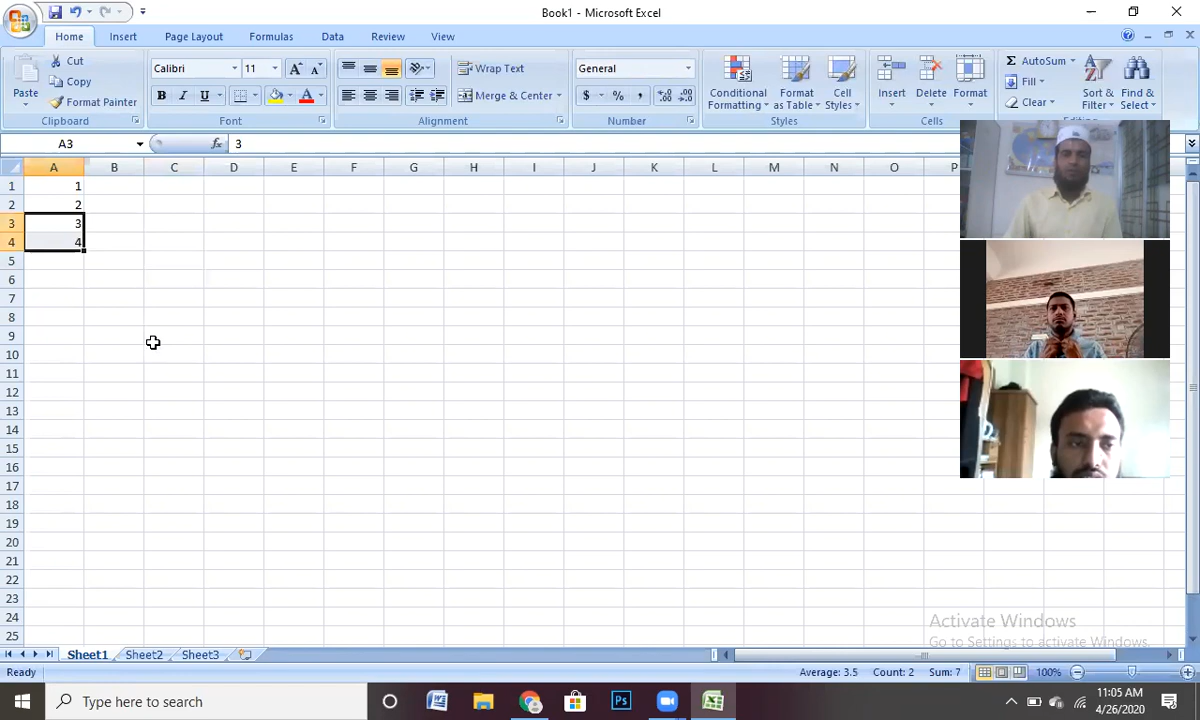 Book1 - Microsoft Excel
Home Insert Page Layout Formulas Data Review View
Paste
Cut
Copy
Format Painter
Clipboard
Calibri 11
B I U
Font
Wrap Text
Merge & Center
Alignment
General
$ % ,
Number
Conditional Formatting
Format as Table
Cell Styles
Styles
Insert
Delete
Format
Cells
Σ AutoSum
Fill
Clear
Sort & Filter
Find & Select
A3
fx 3
A B C D E F G H I J K L M N O P
1 1
2 2
3 3
4 4
5
6
7
8
9
10
11
12
13
14
15
16
17
18
19
20
21
22
23
24
25
Activate Windows
Go to Settings to activate Windows.
Sheet1 Sheet2 Sheet3
Ready
Average: 3.5 Count: 2 Sum: 7
100%
Type here to search
11:05 AM
4/26/2020